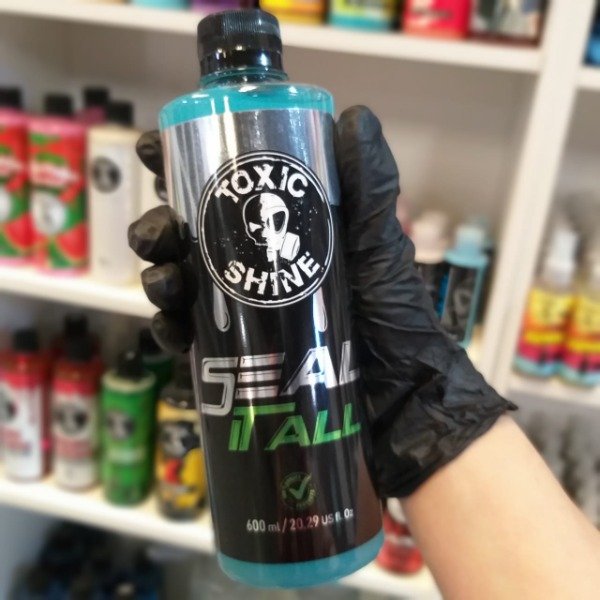 TOXIC
SHINE
SEAL
IT ALL
600 ml / 20.29 US fl. Oz